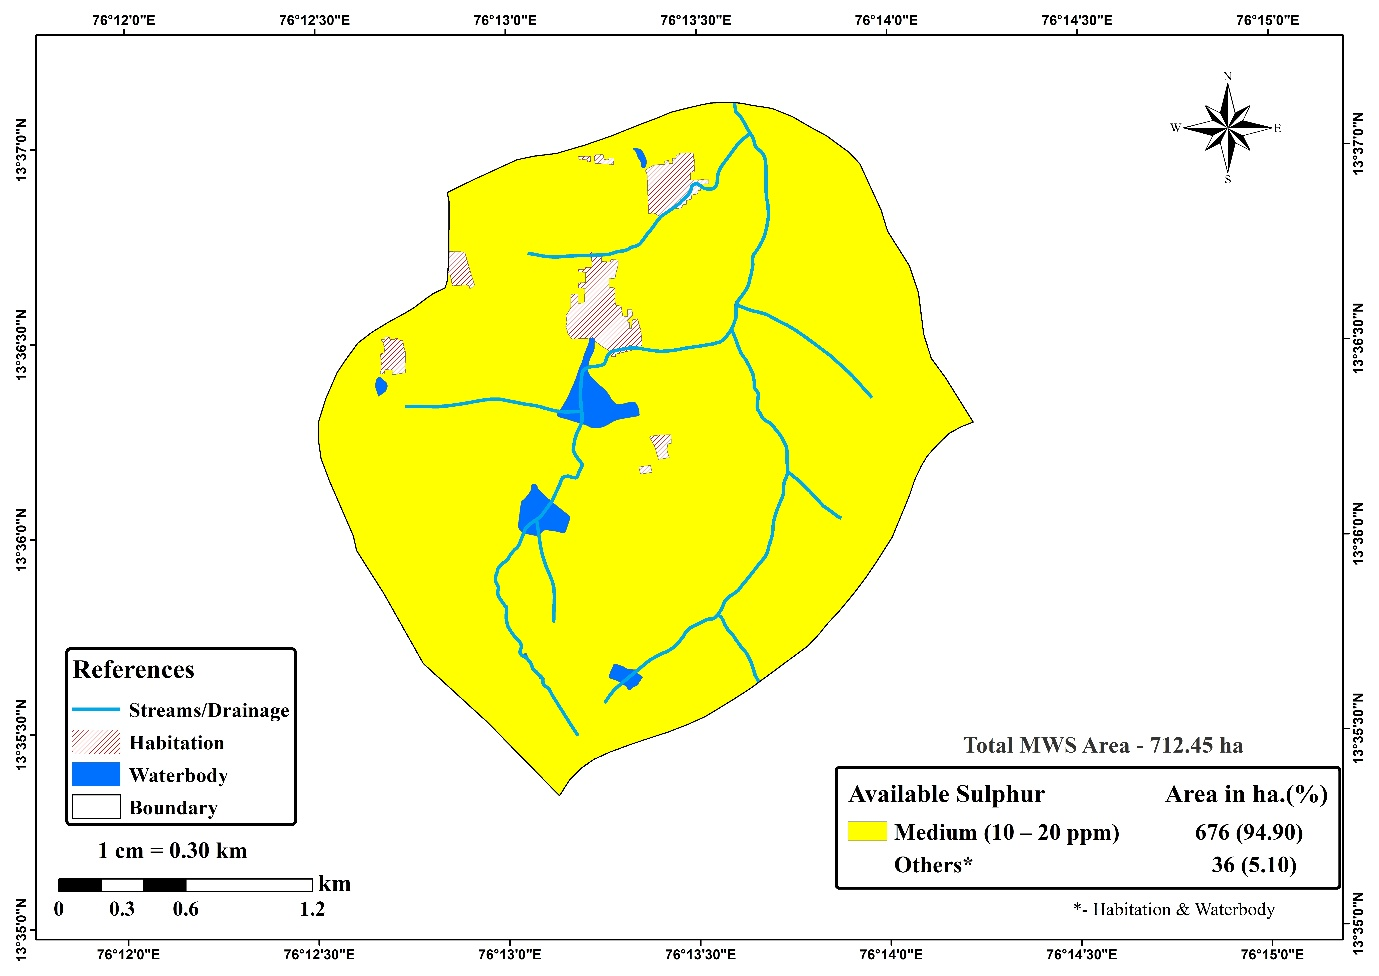 76°12'0"E 76°12'30"E 76°13'0"E 76°13'30"E 76°14'0"E 76°14'30"E 76°15'0"E
N
W E
S
13°37'0"N 13°37'0"N
13°36'30"N 13°36'30"N
13°36'0"N 13°36'0"N
13°35'30"N 13°35'30"N
13°35'0"N 13°35'0"N
References
Streams/Drainage
Habitation
Waterbody
Boundary
1 cm = 0.30 km
km
0 0.3 0.6 1.2
Total MWS Area - 712.45 ha
Available Sulphur Area in ha.(%)
Medium (10 – 20 ppm) 676 (94.90)
Others* 36 (5.10)
*- Habitation & Waterbody
76°12'0"E 76°12'30"E 76°13'0"E 76°13'30"E 76°14'0"E 76°14'30"E 76°15'0"E